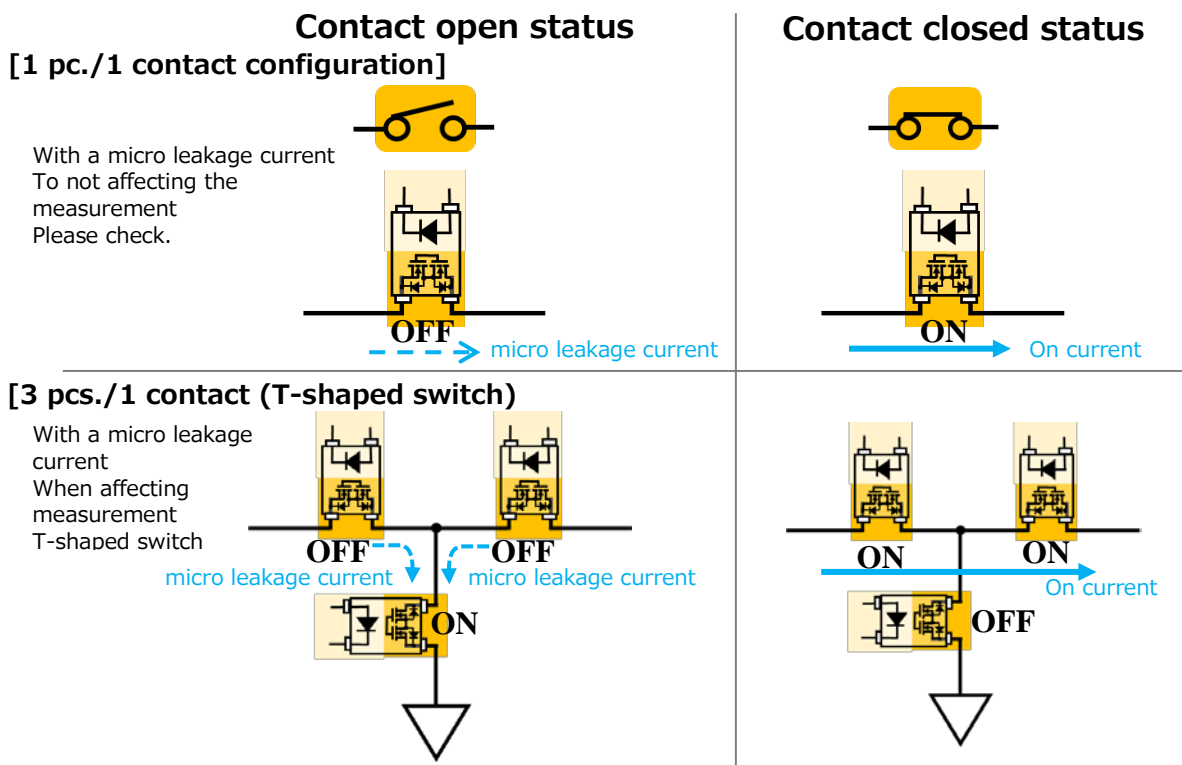 Contact open status
Contact closed status
[1 pc./1 contact configuration]
With a micro leakage current
To not affecting the
measurement
Please check.
OFF
micro leakage current
ON
On current
[3 pcs./1 contact (T-shaped switch)
With a micro leakage
current
When affecting
measurement
T-shaped switch
OFF
OFF
micro leakage current
micro leakage current
ON
ON
ON
On current
OFF